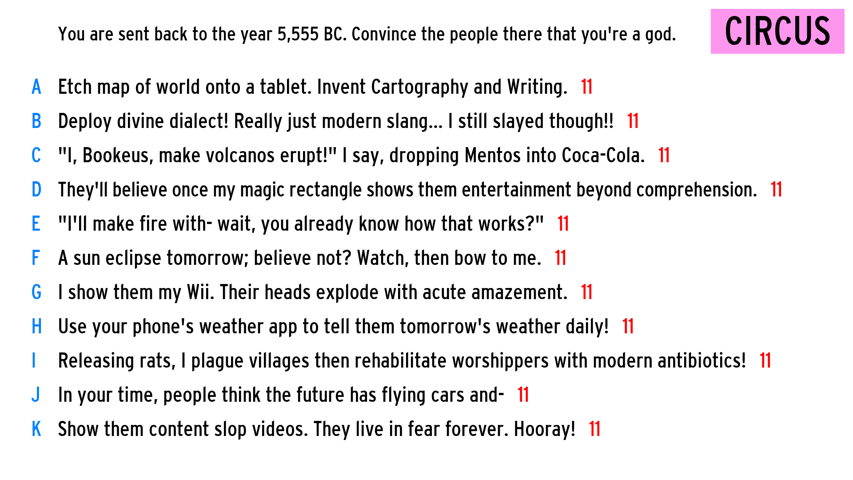 You are sent back to the year 5,555 BC. Convince the people there that you're a god.
CIRCUS
A Etch map of world onto a tablet. Invent Cartography and Writing. 11
B Deploy divine dialect! Really just modern slang... I still slayed though!! 11
C "I, Bookeus, make volcanos erupt!" I say, dropping Mentos into Coca-Cola. 11
D They'll believe once my magic rectangle shows them entertainment beyond comprehension. 11
E "I'll make fire with- wait, you already know how that works?" 11
F A sun eclipse tomorrow; believe not? Watch, then bow to me. 11
G I show them my Wii. Their heads explode with acute amazement. 11
H Use your phone's weather app to tell them tomorrow's weather daily! 11
I Releasing rats, I plague villages then rehabilitate worshippers with modern antibiotics! 11
J In your time, people think the future has flying cars and- 11
K Show them content slop videos. They live in fear forever. Hooray! 11